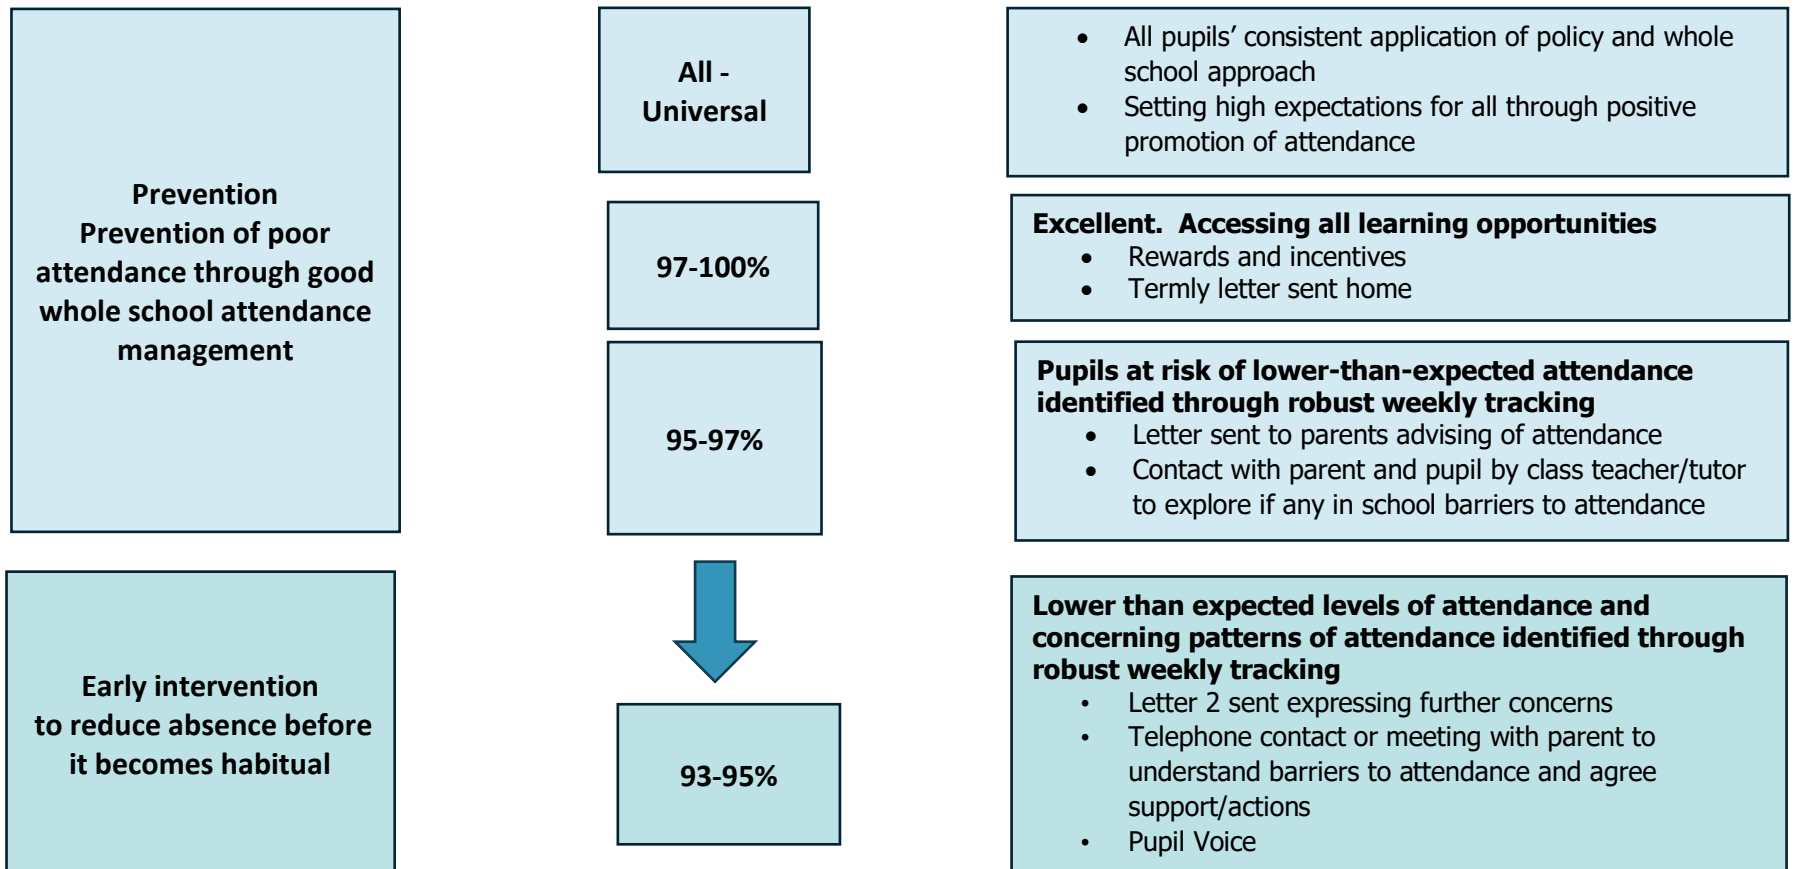 Prevention
Prevention of poor
attendance through good
whole school attendance
management
All -
Universal
• All pupils’ consistent application of policy and whole
school approach
• Setting high expectations for all through positive
promotion of attendance
97-100%
Excellent.  Accessing all learning opportunities
• Rewards and incentives
• Termly letter sent home
95-97%
Pupils at risk of lower-than-expected attendance
identified through robust weekly tracking
• Letter sent to parents advising of attendance
• Contact with parent and pupil by class teacher/tutor
to explore if any in school barriers to attendance
Early intervention
to reduce absence before
it becomes habitual
93-95%
Lower than expected levels of attendance and
concerning patterns of attendance identified through
robust weekly tracking
• Letter 2 sent expressing further concerns
• Telephone contact or meeting with parent to
understand barriers to attendance and agree
support/actions
• Pupil Voice